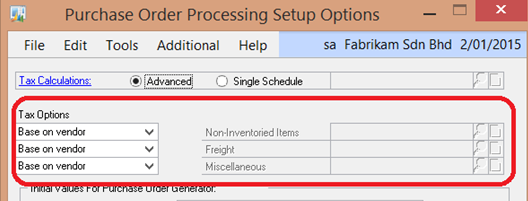 Purchase Order Processing Setup Options
File Edit Tools Additional Help sa Fabrikam Sdn Bhd 2/01/2015
Tax Calculations: Advanced Single Schedule
Tax Options
Base on vendor Non-Inventoried Items
Base on vendor Freight
Base on vendor Miscellaneous
Initial Values For Purchase Order Generator: